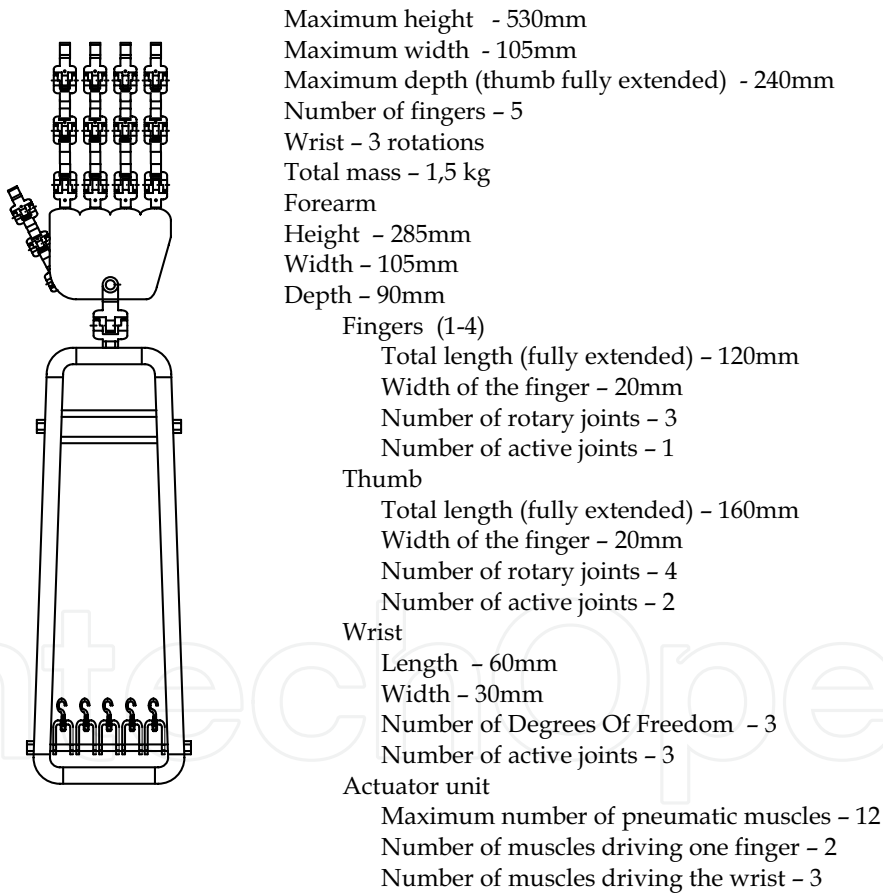 Maximum height - 530mm
Maximum width - 105mm
Maximum depth (thumb fully extended) - 240mm
Number of fingers – 5
Wrist – 3 rotations
Total mass – 1,5 kg
Forearm
Height – 285mm
Width – 105mm
Depth – 90mm
Fingers (1-4)
Total length (fully extended) – 120mm
Width of the finger – 20mm
Number of rotary joints – 3
Number of active joints – 1
Thumb
Total length (fully extended) – 160mm
Width of the finger – 20mm
Number of rotary joints – 4
Number of active joints – 2
Wrist
Length – 60mm
Width – 30mm
Number of Degrees Of Freedom – 3
Number of active joints – 3
Actuator unit
Maximum number of pneumatic muscles – 12
Number of muscles driving one finger – 2
Number of muscles driving the wrist – 3
ntechOpe